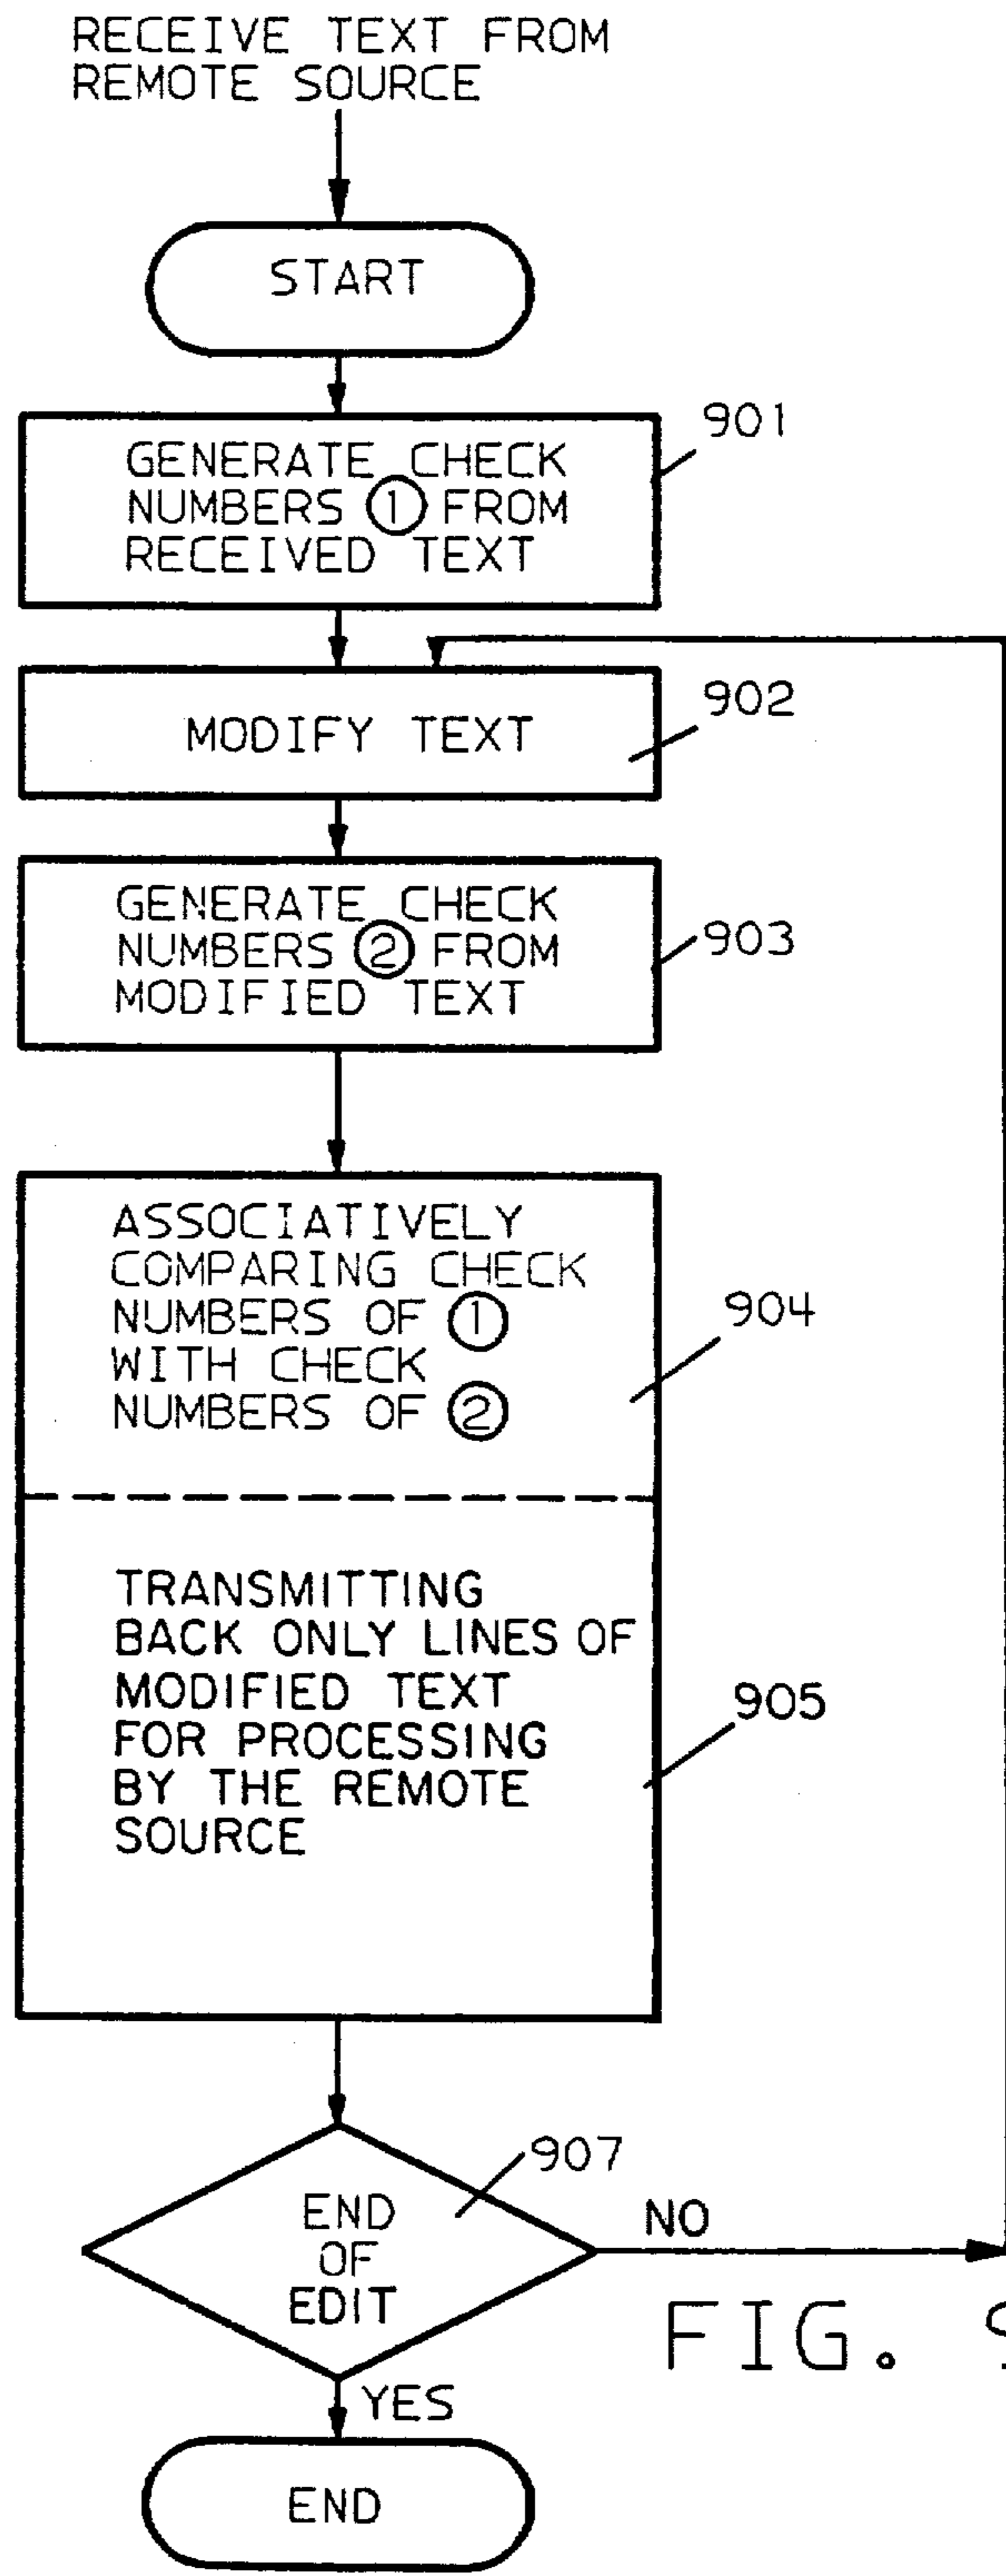 RECEIVE TEXT FROM
REMOTE SOURCE
START
901
GENERATE CHECK
NUMBERS ① FROM
RECEIVED TEXT
902
MODIFY TEXT
903
GENERATE CHECK
NUMBERS ② FROM
MODIFIED TEXT
ASSOCIATIVELY
COMPARING CHECK
NUMBERS OF ①
WITH CHECK
NUMBERS OF ②
904
TRANSMITTING
BACK ONLY LINES OF
MODIFIED TEXT
FOR PROCESSING
BY THE REMOTE
SOURCE
905
907
END
OF
EDIT
NO
FIG. 9
YES
END